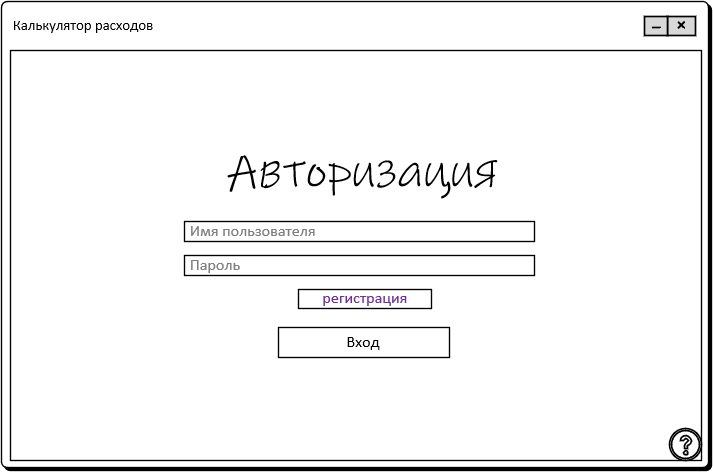 Калькулятор расходов
Авторизация
Имя пользователя
Пароль
регистрация
Вход
?